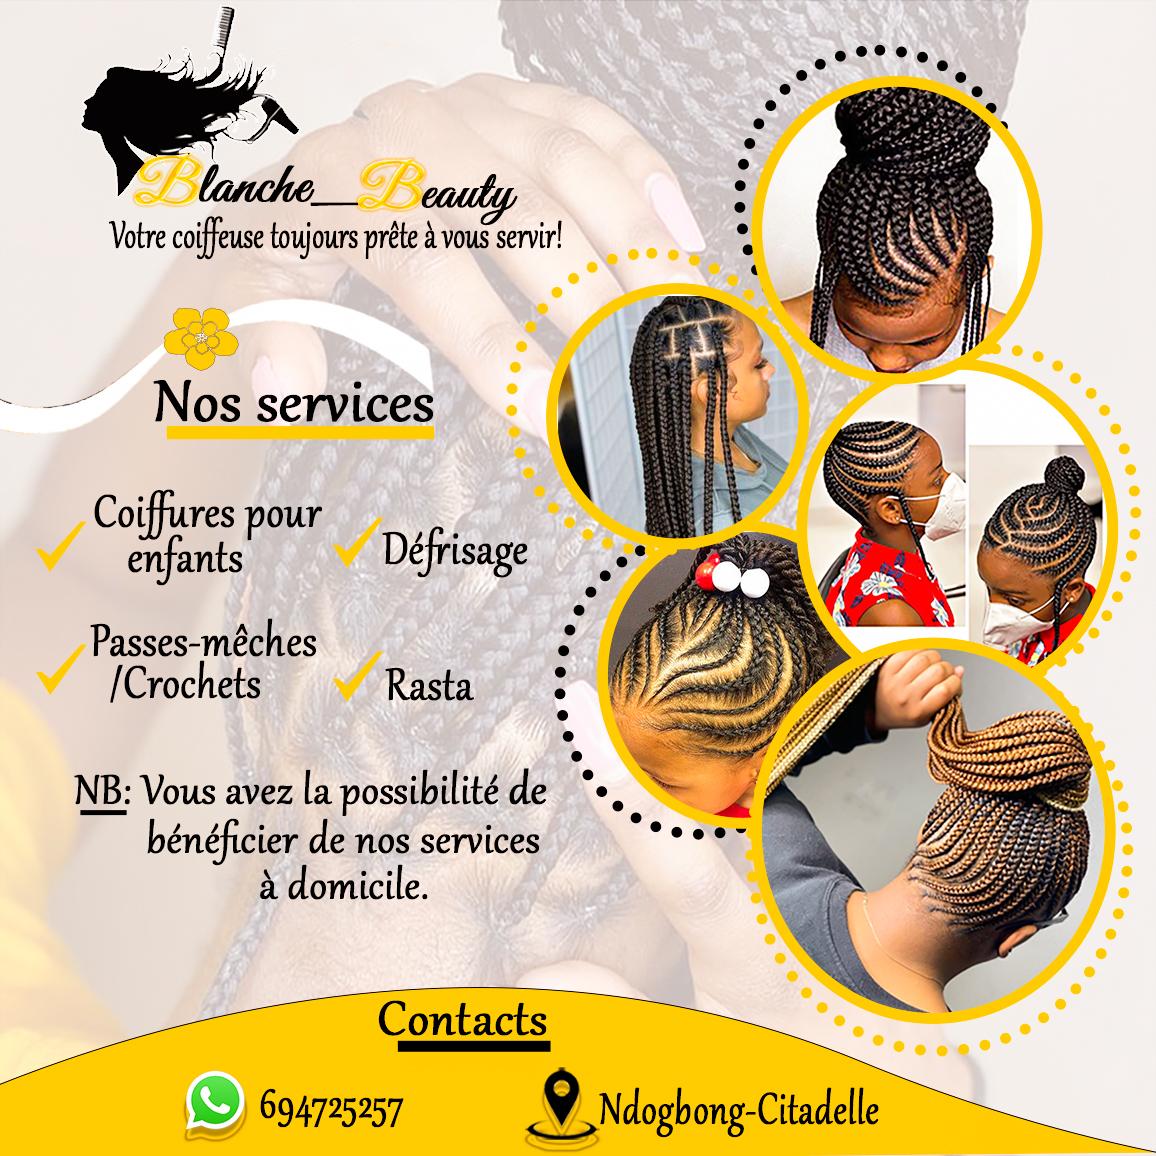 Blanche_Beauty
Votre coiffeuse toujours prête à vous servir!
Nos services
Coiffures pour
enfants
Défrisage
Passes-mêches
/Crochets
Rasta
NB: Vous avez la possibilité de
bénéficier de nos services
à domicile.
Contacts
694725257
Ndogbong-Citadelle